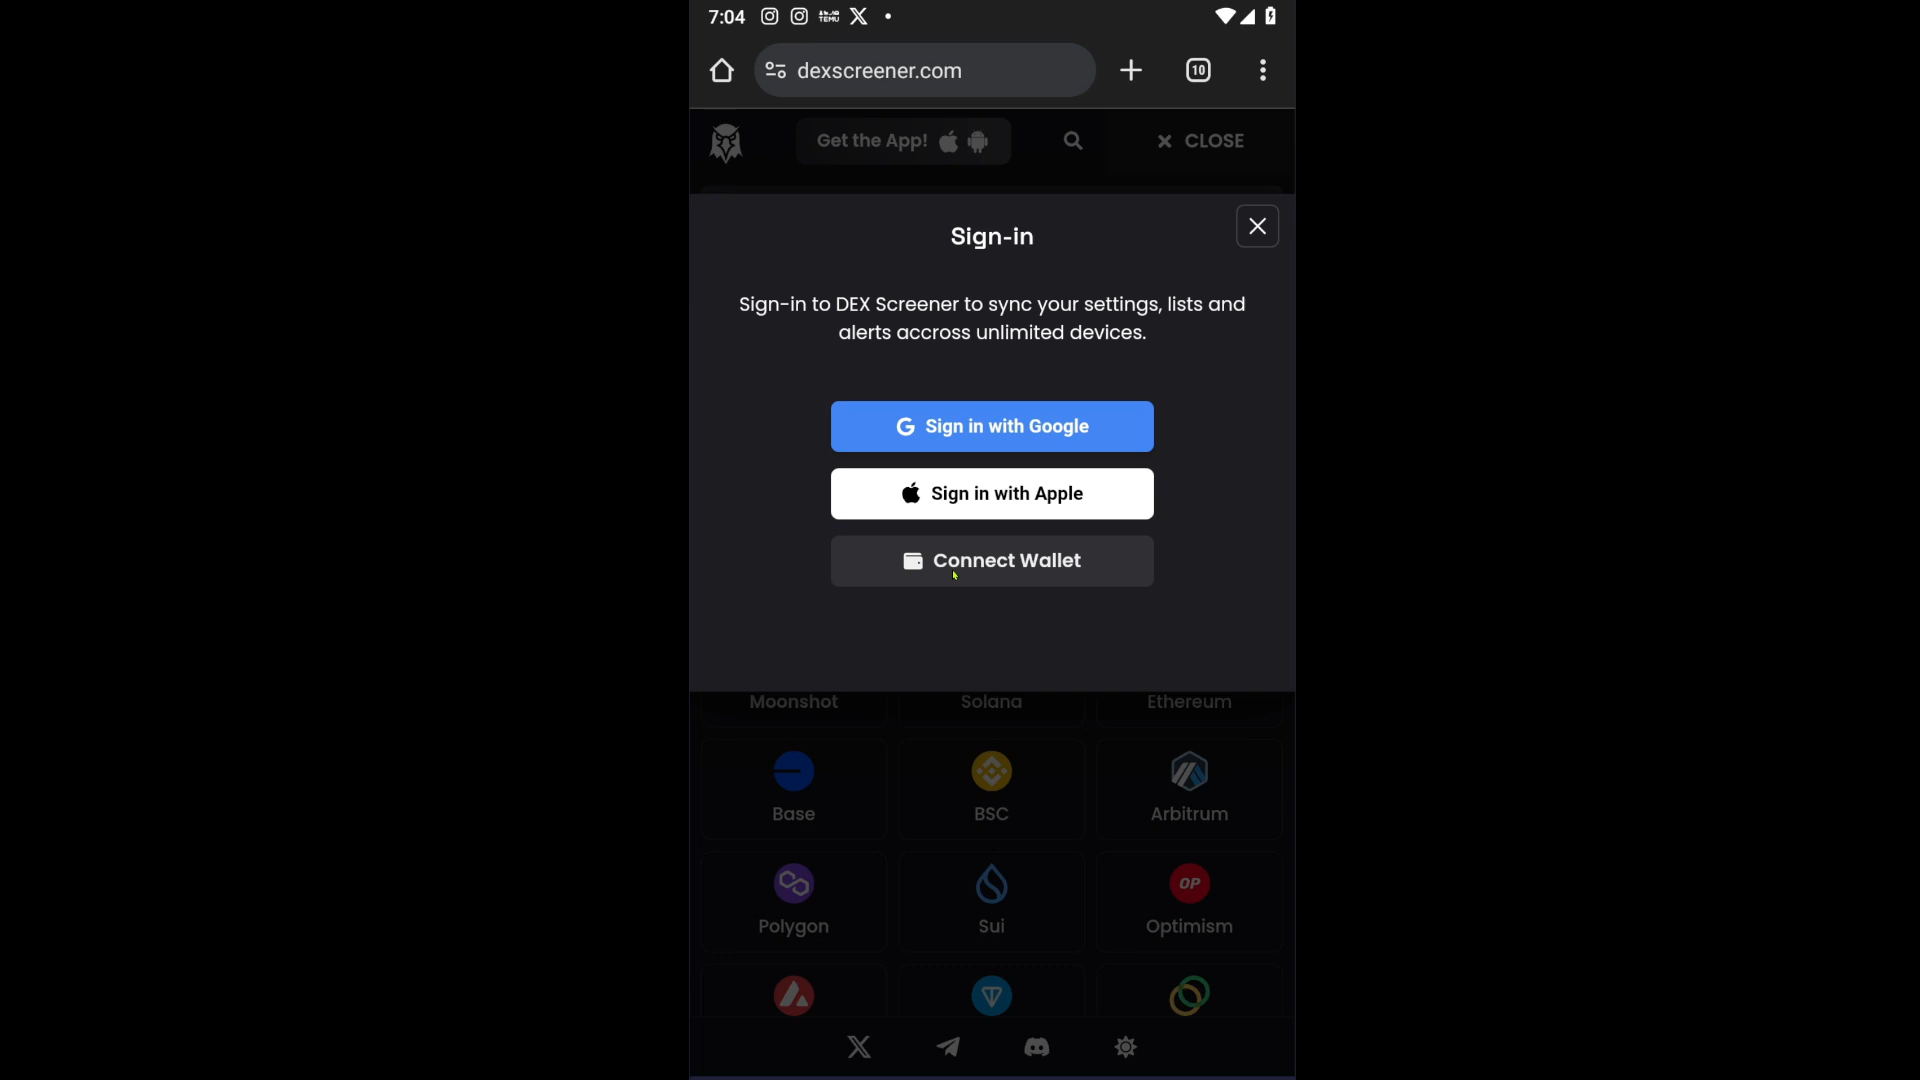 7:04
TEMU
dexscreener.com
10
Get the App!
CLOSE
Sign-in
Sign-in to DEX Screener to sync your settings, lists and
alerts accross unlimited devices.
G Sign in with Google
Sign in with Apple
Connect Wallet
Moonshot Solana Ethereum
Base BSC Arbitrum
OP
Polygon Sui Optimism